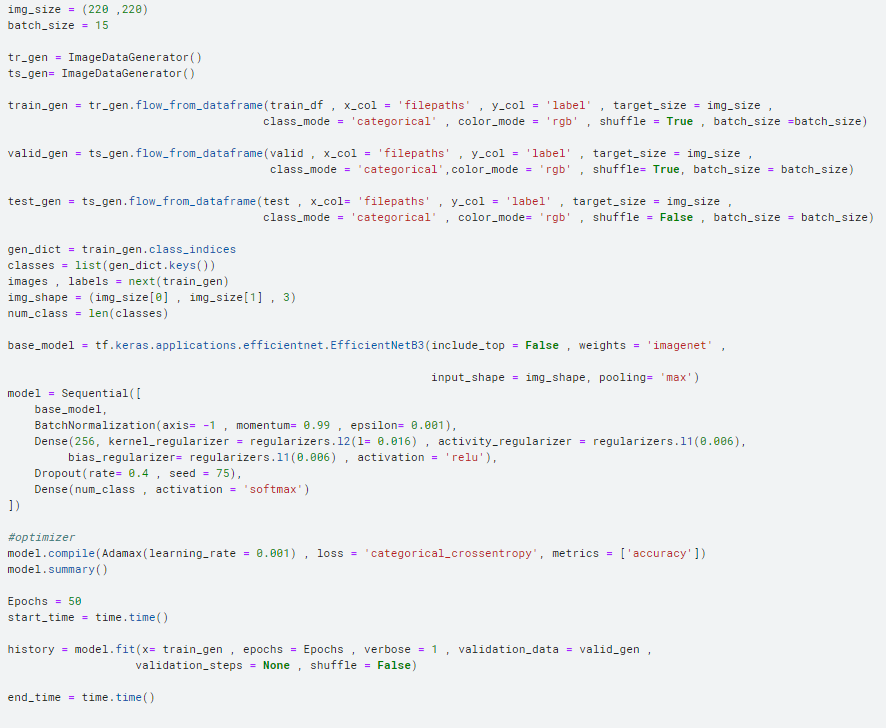 img_size = (220 ,220)
batch_size = 15
tr_gen = ImageDataGenerator()
ts_gen= ImageDataGenerator()
train_gen = tr_gen.flow_from_dataframe(train_df , x_col = 'filepaths' , y_col = 'label' , target_size = img_size ,
class_mode = 'categorical' , color_mode = 'rgb' , shuffle = True , batch_size =batch_size)
valid_gen = ts_gen.flow_from_dataframe(valid , x_col = 'filepaths' , y_col = 'label' , target_size = img_size ,
class_mode = 'categorical',color_mode = 'rgb' , shuffle= True, batch_size = batch_size)
test_gen = ts_gen.flow_from_dataframe(test , x_col= 'filepaths' , y_col = 'label' , target_size = img_size ,
class_mode = 'categorical' , color_mode= 'rgb' , shuffle = False , batch_size = batch_size)
gen_dict = train_gen.class_indices
classes = list(gen_dict.keys())
images , labels = next(train_gen)
img_shape = (img_size[0] , img_size[1] , 3)
num_class = len(classes)
base_model = tf.keras.applications.efficientnet.EfficientNetB3(include_top = False , weights = 'imagenet' ,
input_shape = img_shape, pooling= 'max')
model = Sequential([
base_model,
BatchNormalization(axis= -1 , momentum= 0.99 , epsilon= 0.001),
Dense(256, kernel_regularizer = regularizers.l2(l= 0.016) , activity_regularizer = regularizers.l1(0.006),
bias_regularizer= regularizers.l1(0.006) , activation = 'relu'),
Dropout(rate= 0.4 , seed = 75),
Dense(num_class , activation = 'softmax')
])
#optimizer
model.compile(Adamax(learning_rate = 0.001) , loss = 'categorical_crossentropy', metrics = ['accuracy'])
model.summary()
Epochs = 50
start_time = time.time()
history = model.fit(x= train_gen , epochs = Epochs , verbose = 1 , validation_data = valid_gen ,
validation_steps = None , shuffle = False)
end_time = time.time()